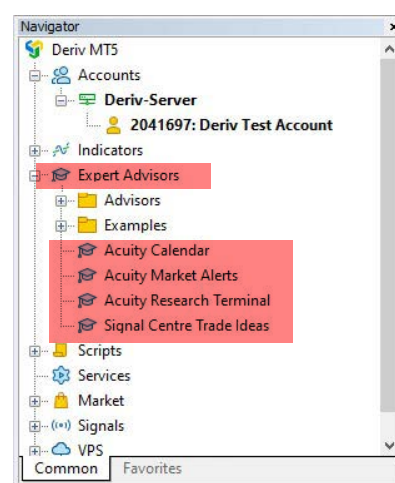 Navigator
Deriv MT5
Accounts
Deriv-Server
2041697: Deriv Test Account
Indicators
Expert Advisors
Advisors
Examples
Acuity Calendar
Acuity Market Alerts
Acuity Research Terminal
Signal Centre Trade Ideas
Scripts
Services
Market
Signals
VPS
Common Favorites